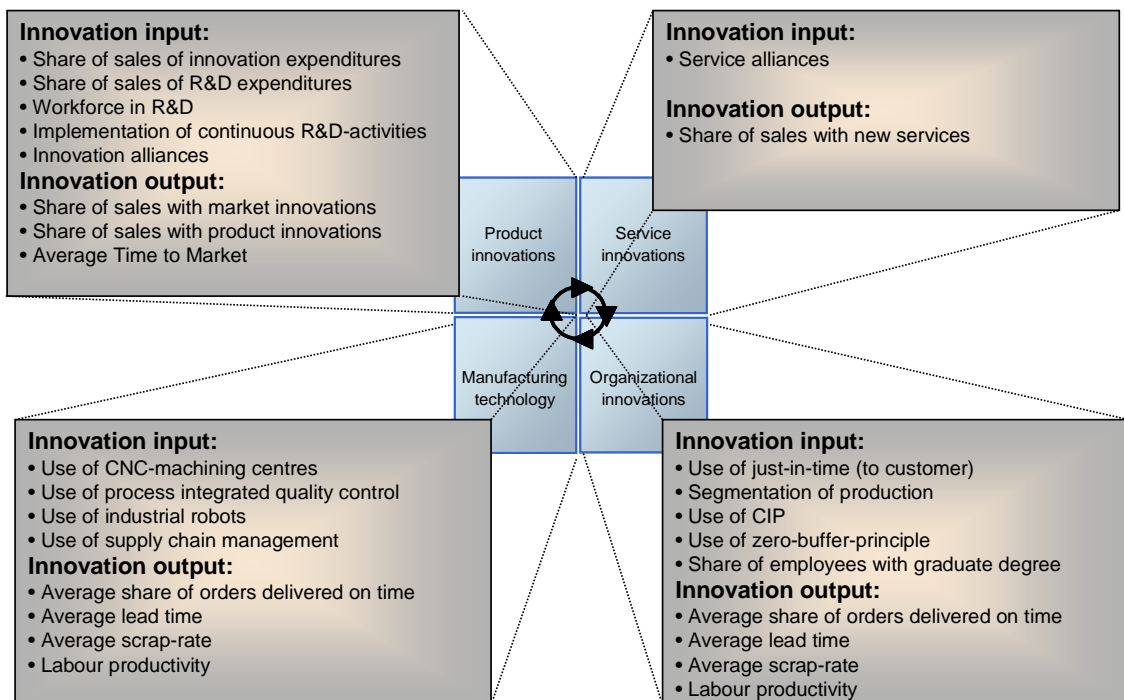 Innovation input:
• Share of sales of innovation expenditures
• Share of sales of R&D expenditures
• Workforce in R&D
• Implementation of continuous R&D-activities
• Innovation alliances
Innovation output:
• Share of sales with market innovations
• Share of sales with product innovations
• Average Time to Market
Innovation input:
• Service alliances
Innovation output:
• Share of sales with new services
Product
innovations
Service
innovations
Manufacturing
technology
Organizational
innovations
Innovation input:
• Use of CNC-machining centres
• Use of process integrated quality control
• Use of industrial robots
• Use of supply chain management
Innovation output:
• Average share of orders delivered on time
• Average lead time
• Average scrap-rate
• Labour productivity
Innovation input:
• Use of just-in-time (to customer)
• Segmentation of production
• Use of CIP
• Use of zero-buffer-principle
• Share of employees with graduate degree
Innovation output:
• Average share of orders delivered on time
• Average lead time
• Average scrap-rate
• Labour productivity